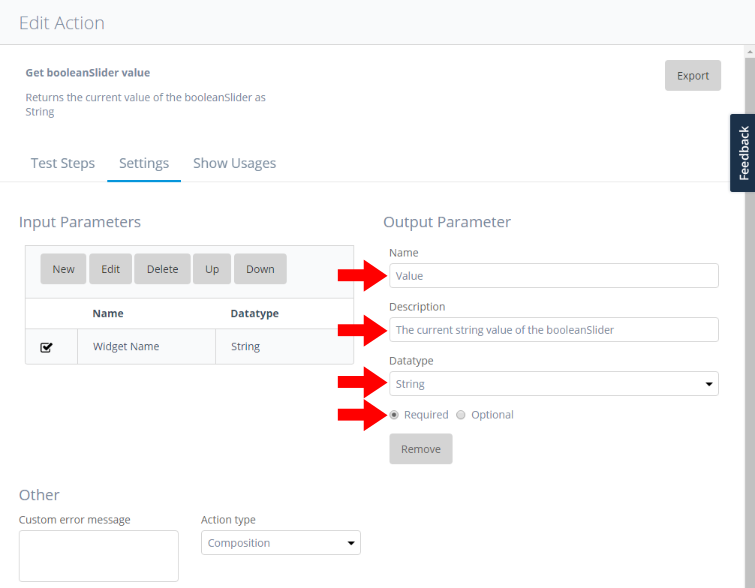 Edit Action
Get booleanSlider value
Export
Returns the current value of the booleanSlider as
String
Feedback
Test Steps Settings Show Usages
Input Parameters
New Edit Delete Up Down
Name Datatype
Widget Name String
Output Parameter
Name
Value
Description
The current string value of the booleanSlider
Datatype
String
Required Optional
Remove
Other
Custom error message
Action type
Composition